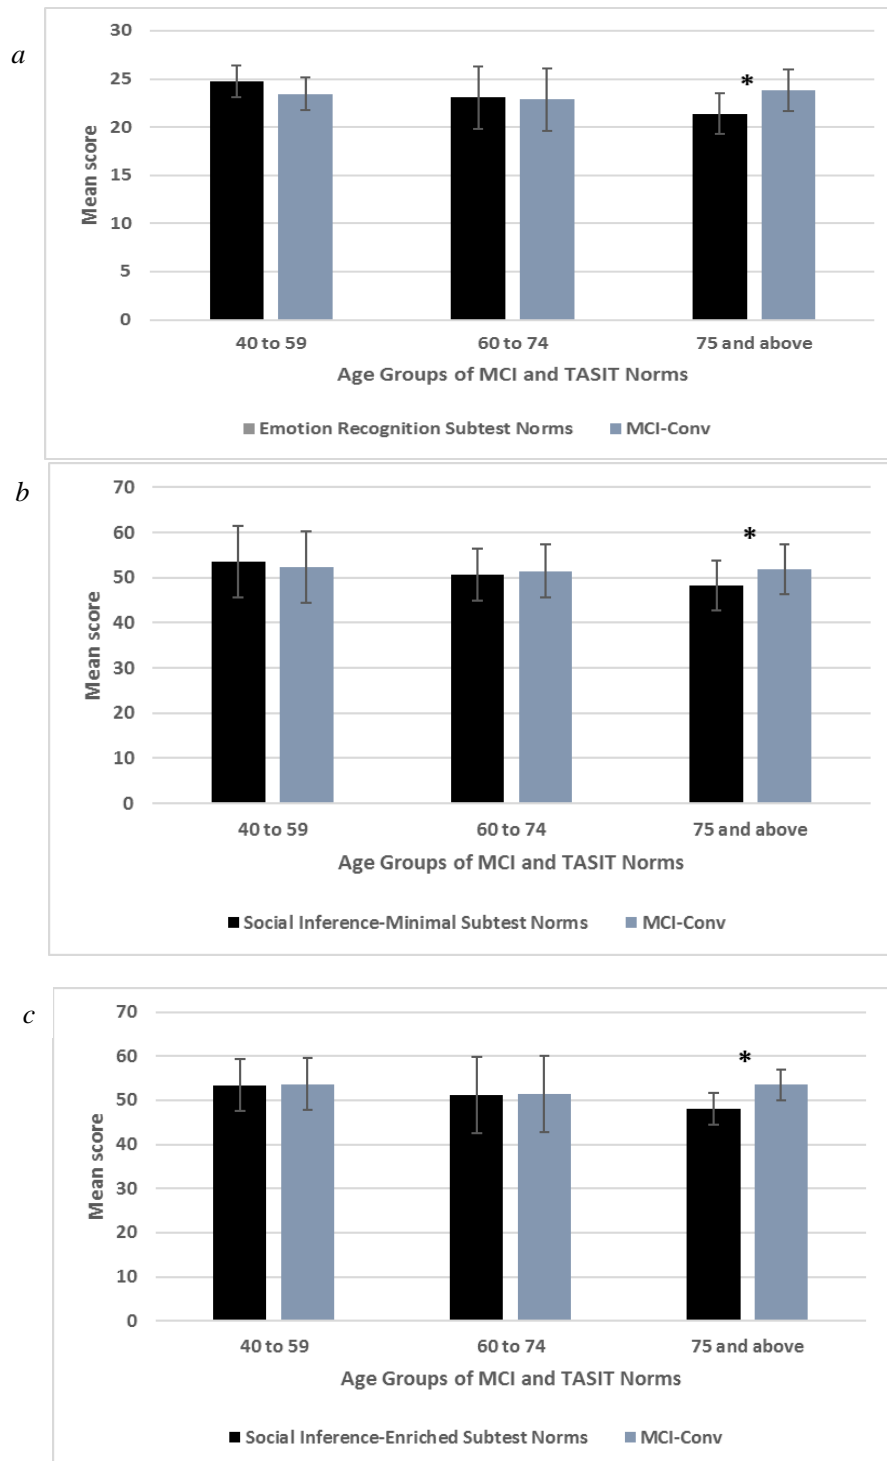 a
30
25
20
15
10
5
0
Mean score
*
40 to 59 60 to 74 75 and above
Age Groups of MCI and TASIT Norms
Emotion Recognition Subtest Norms MCI-Conv
b
70
60
50
40
30
20
10
0
Mean score
*
40 to 59 60 to 74 75 and above
Age Groups of MCI and TASIT Norms
Social Inference-Minimal Subtest Norms MCI-Conv
c
70
60
50
40
30
20
10
0
Mean score
*
40 to 59 60 to 74 75 and above
Age Groups of MCI and TASIT Norms
Social Inference-Enriched Subtest Norms MCI-Conv